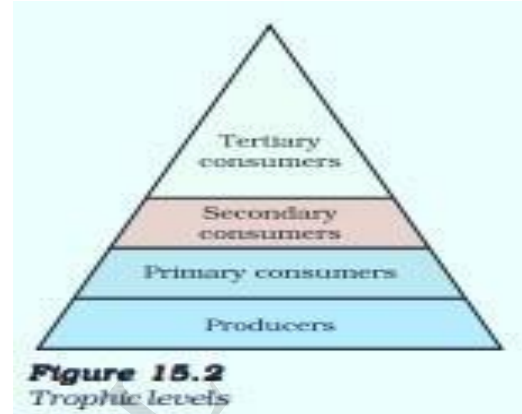 Tertiary
consumers
Secondary
consumers
Primary consumers
Producers
Figure 15.2
Trophic levels